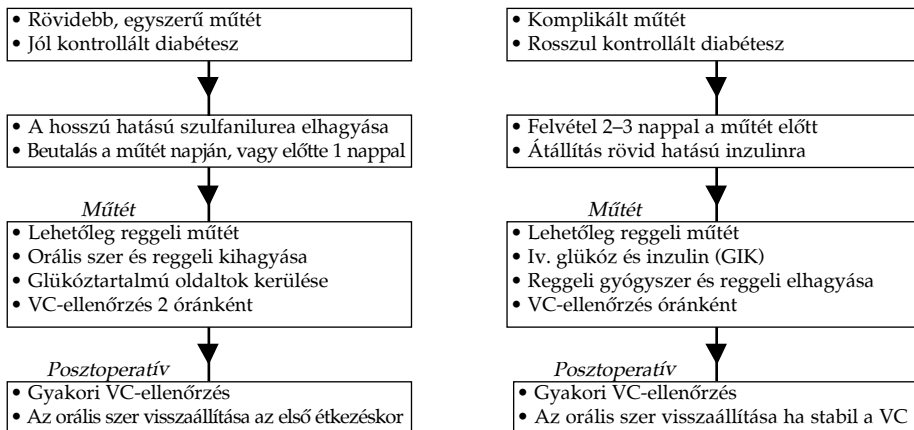 • Rövidebb, egyszerű műtét
• Jól kontrollált diabétesz
• A hosszú hatású szulfanilurea elhagyása
• Beutalás a műtét napján, vagy előtte 1 nappal
Műtét
• Lehetőleg reggeli műtét
• Orális szer és reggeli kihagyása
• Glükóztartalmú oldaltok kerülése
• VC-ellenőrzés 2 óránként
Posztoperatív
• Gyakori VC-ellenőrzés
• Az orális szer visszaállítása az első étkezéskor
• Komplikált műtét
• Rosszul kontrollált diabétesz
• Felvétel 2–3 nappal a műtét előtt
• Átállítás rövid hatású inzulinra
Műtét
• Lehetőleg reggeli műtét
• Iv. glükóz és inzulin (GIK)
• Reggeli gyógyszer és reggeli elhagyása
• VC-ellenőrzés óránként
Posztoperatív
• Gyakori VC-ellenőrzés
• Az orális szer visszaállítása ha stabil a VC